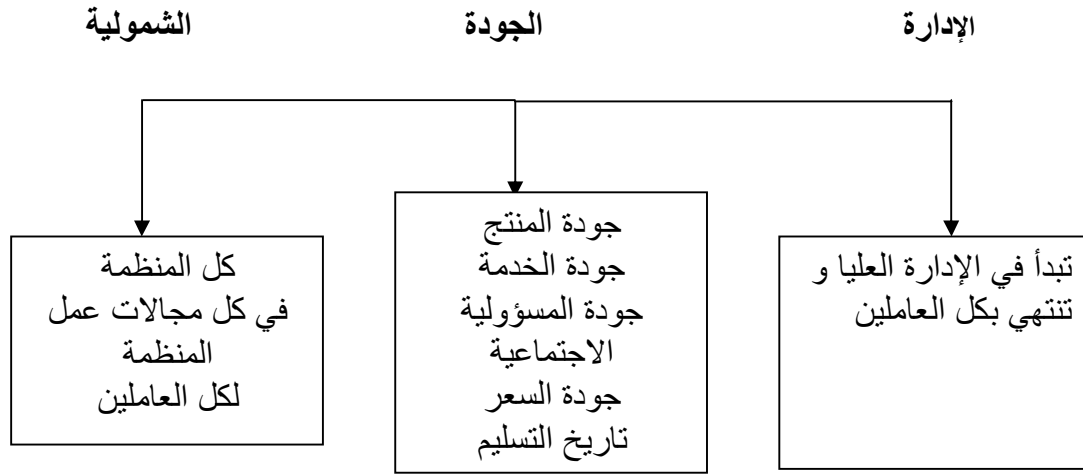 الإدارة
الجودة
الشمولية
تبدأ في الإدارة العليا و
تنتهي بكل العاملين
جودة المنتج
جودة الخدمة
جودة المسؤولية
الاجتماعية
جودة السعر
تاريخ التسليم
كل المنظمة
في كل مجالات عمل
المنظمة
لكل العاملين